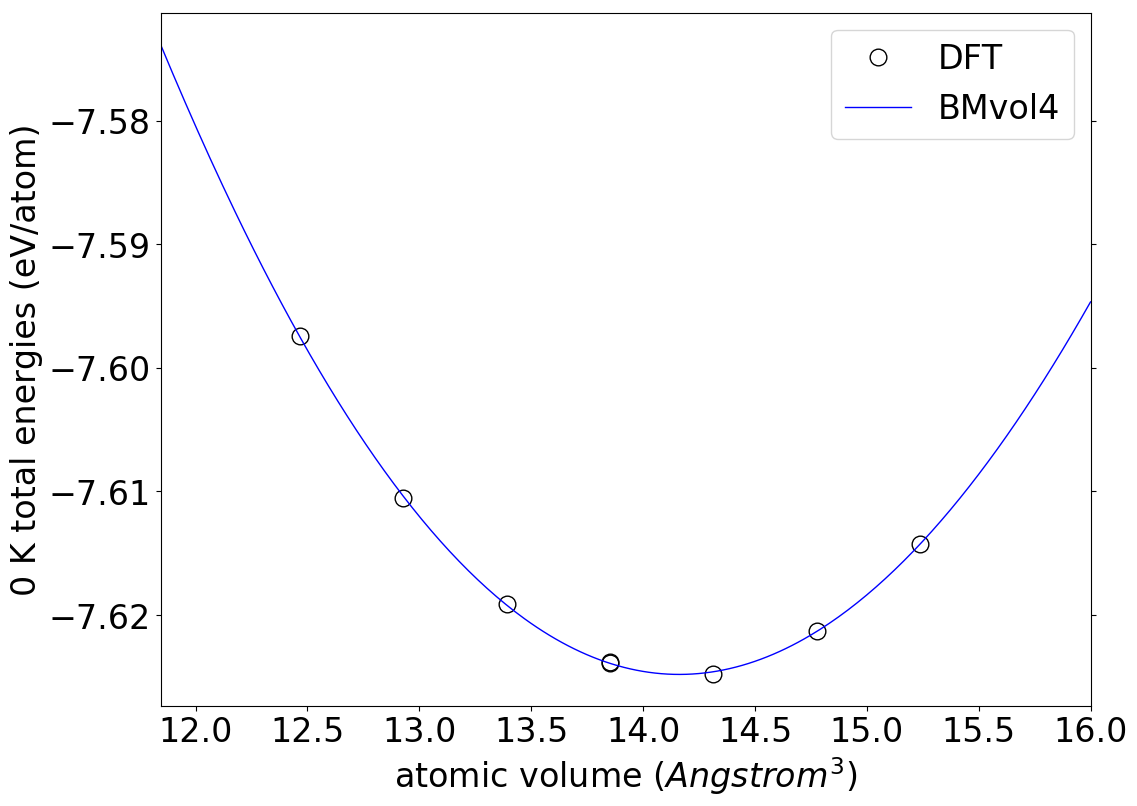 DFT
BMvol4
−7.58
−7.59
−7.60
−7.61
−7.62
0 K total energies (eV/atom)
12.0 12.5 13.0 13.5 14.0 14.5 15.0 15.5 16.0
atomic volume (Angstrom³)